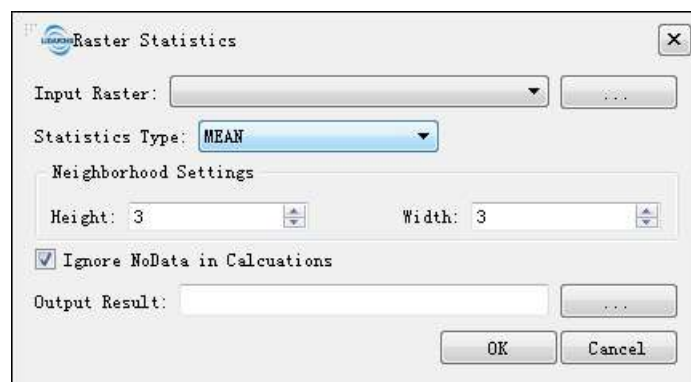 Raster Statistics
Input Raster:
...
Statistics Type: MEAN
Neighborhood Settings
Height: 3 Width: 3
Ignore NoData in Calcuations
Output Result:
...
OK Cancel